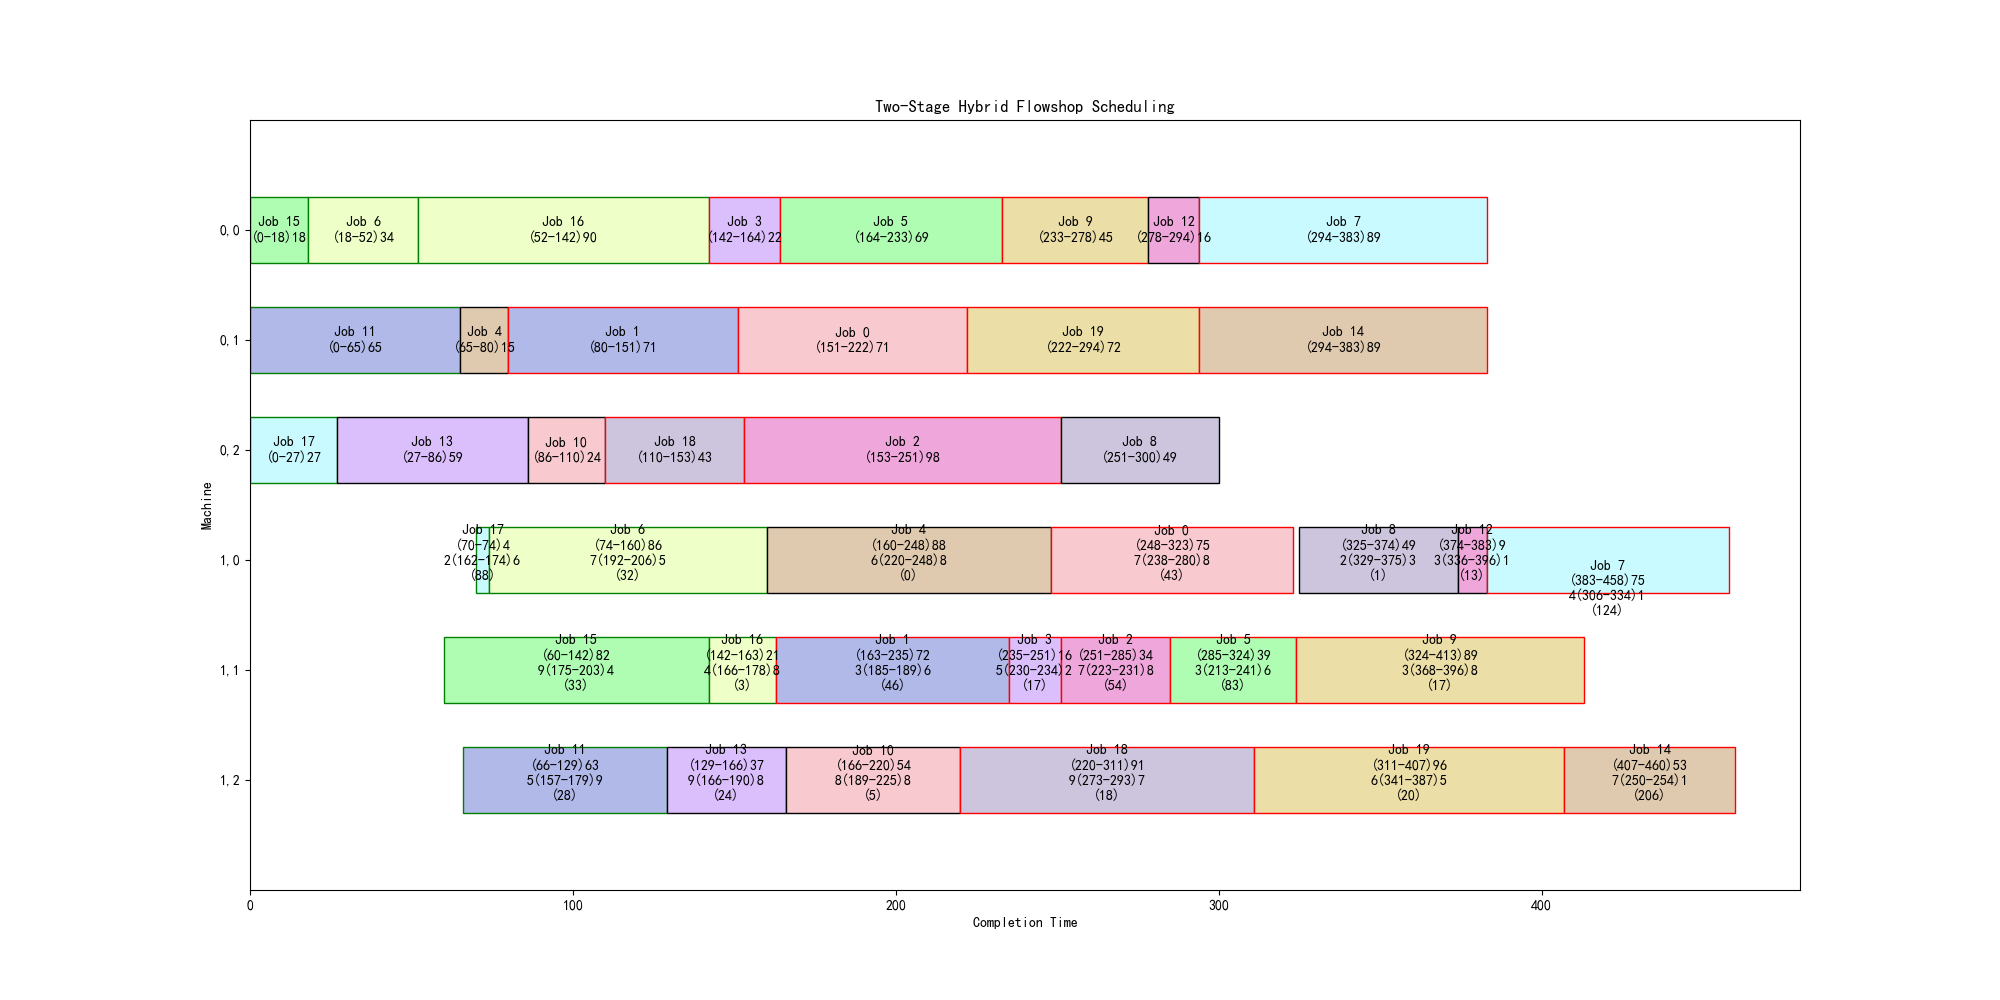 Two-Stage Hybrid Flowshop Scheduling
Machine
0,0
Job 15
(0-18)18
Job 6
(18-52)34
Job 16
(52-142)90
Job 3
(142-164)22
Job 5
(164-233)69
Job 9
(233-278)45
Job 12
(278-294)16
Job 7
(294-383)89
0,1
Job 11
(0-65)65
Job 4
(65-80)15
Job 1
(80-151)71
Job 0
(151-222)71
Job 19
(222-294)72
Job 14
(294-383)89
0,2
Job 17
(0-27)27
Job 13
(27-86)59
Job 10
(86-110)24
Job 18
(110-153)43
Job 2
(153-251)98
Job 8
(251-300)49
1,0
Job 17
(70-74)4
2(162-174)6
(88)
Job 6
(74-160)86
7(192-206)5
(32)
Job 4
(160-248)88
6(220-248)8
(0)
Job 0
(248-323)75
7(238-280)8
(43)
Job 8
(325-374)49
2(329-375)3
(1)
Job 12
(374-383)9
3(336-396)1
(13)
Job 7
(383-458)75
4(306-334)1
(124)
1,1
Job 15
(60-142)82
9(175-203)4
(33)
Job 16
(142-163)21
4(166-178)8
(3)
Job 1
(163-235)72
3(185-189)6
(46)
Job 3
(235-251)16
5(230-234)2
(17)
Job 2
(251-285)34
7(223-231)8
(54)
Job 5
(285-324)39
3(213-241)6
(83)
Job 9
(324-413)89
3(368-396)8
(17)
1,2
Job 11
(66-129)63
5(157-179)9
(28)
Job 13
(129-166)37
9(166-190)8
(24)
Job 10
(166-220)54
8(189-225)8
(5)
Job 18
(220-311)91
9(273-293)7
(18)
Job 19
(311-407)96
6(341-387)5
(20)
Job 14
(407-460)53
7(250-254)1
(206)
0
100
200
300
400
Completion Time